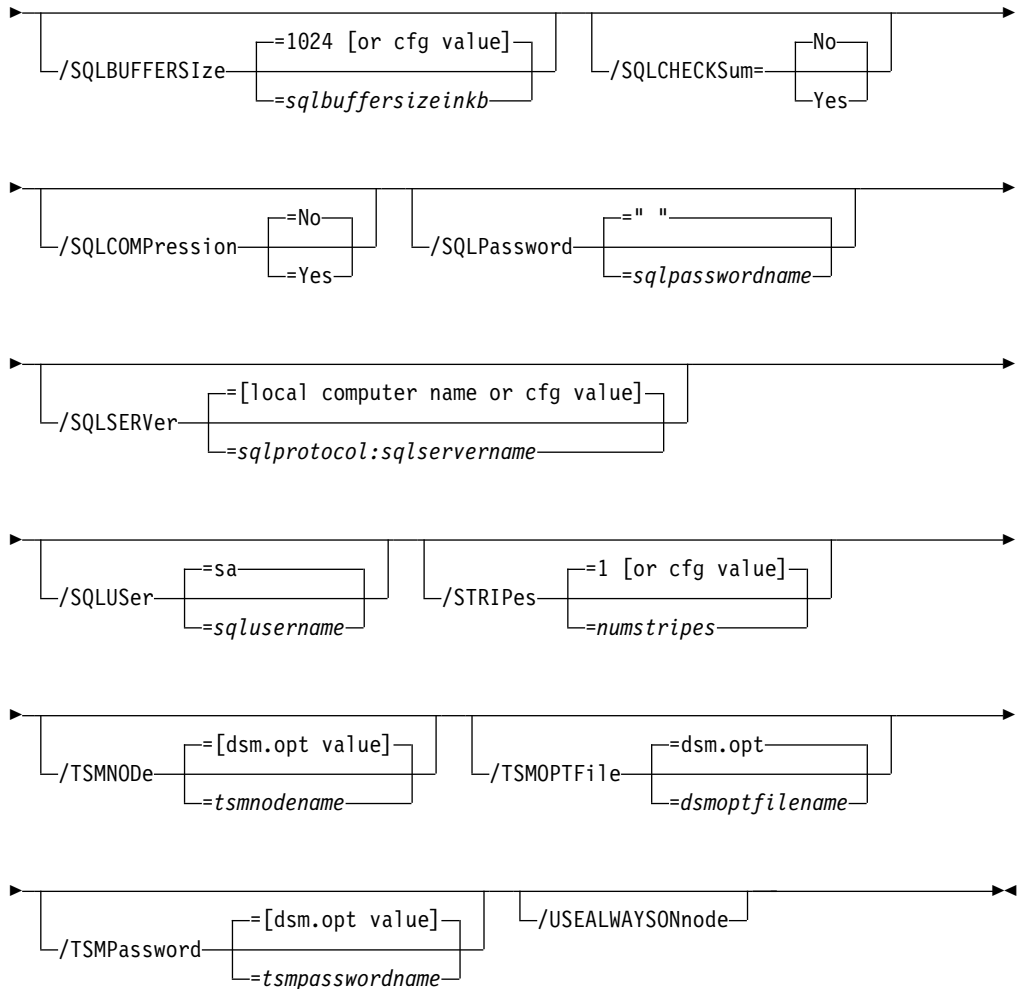 =1024 [or cfg value] No
/SQLBUFFERSIze /SQLCHECKSum=
=sqlbuffersizeinkb Yes
=No =" "
/SQLCOMPression /SQLPassword
=Yes =sqlpasswordname
=[local computer name or cfg value]
/SQLSERVer
=sqlprotocol:sqlservername
=sa =1 [or cfg value]
/SQLUSer /STRIPes
=sqlusername =numstripes
=[dsm.opt value] =dsm.opt
/TSMNODe /TSMOPTFile
=tsmnodename =dsmoptfilename
=[dsm.opt value] /USEALWAYSONnode
/TSMPassword
=tsmpasswordname